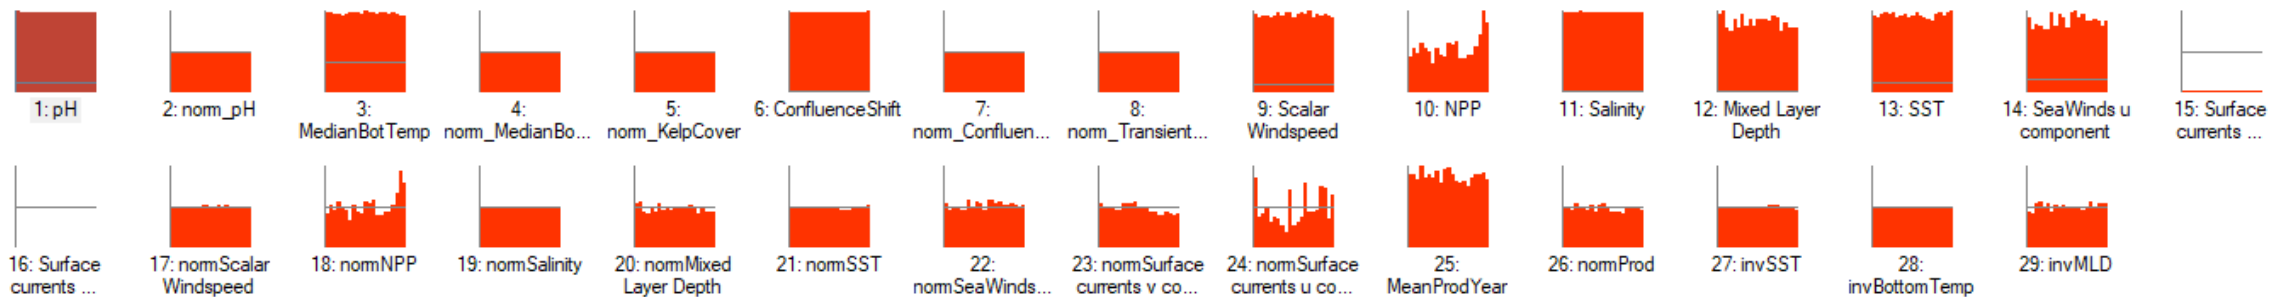 1: pH
2: norm_pH
3:
MedianBotTemp
4:
norm_MedianBo...
5:
norm_KelpCover
6: ConfluenceShift
7:
norm_Confluen...
8:
norm_Transient...
9: Scalar
Windspeed
10: NPP
11: Salinity
12: Mixed Layer
Depth
13: SST
14: SeaWinds u
component
15: Surface
currents ...
16: Surface
currents ...
17: normScalar
Windspeed
18: normNPP
19: normSalinity
20: normMixed
Layer Depth
21: normSST
22:
normSeaWinds...
23: normSurface
currents v co...
24: normSurface
currents u co...
25:
MeanProdYear
26: normProd
27: invSST
28:
invBottomTemp
29: invMLD